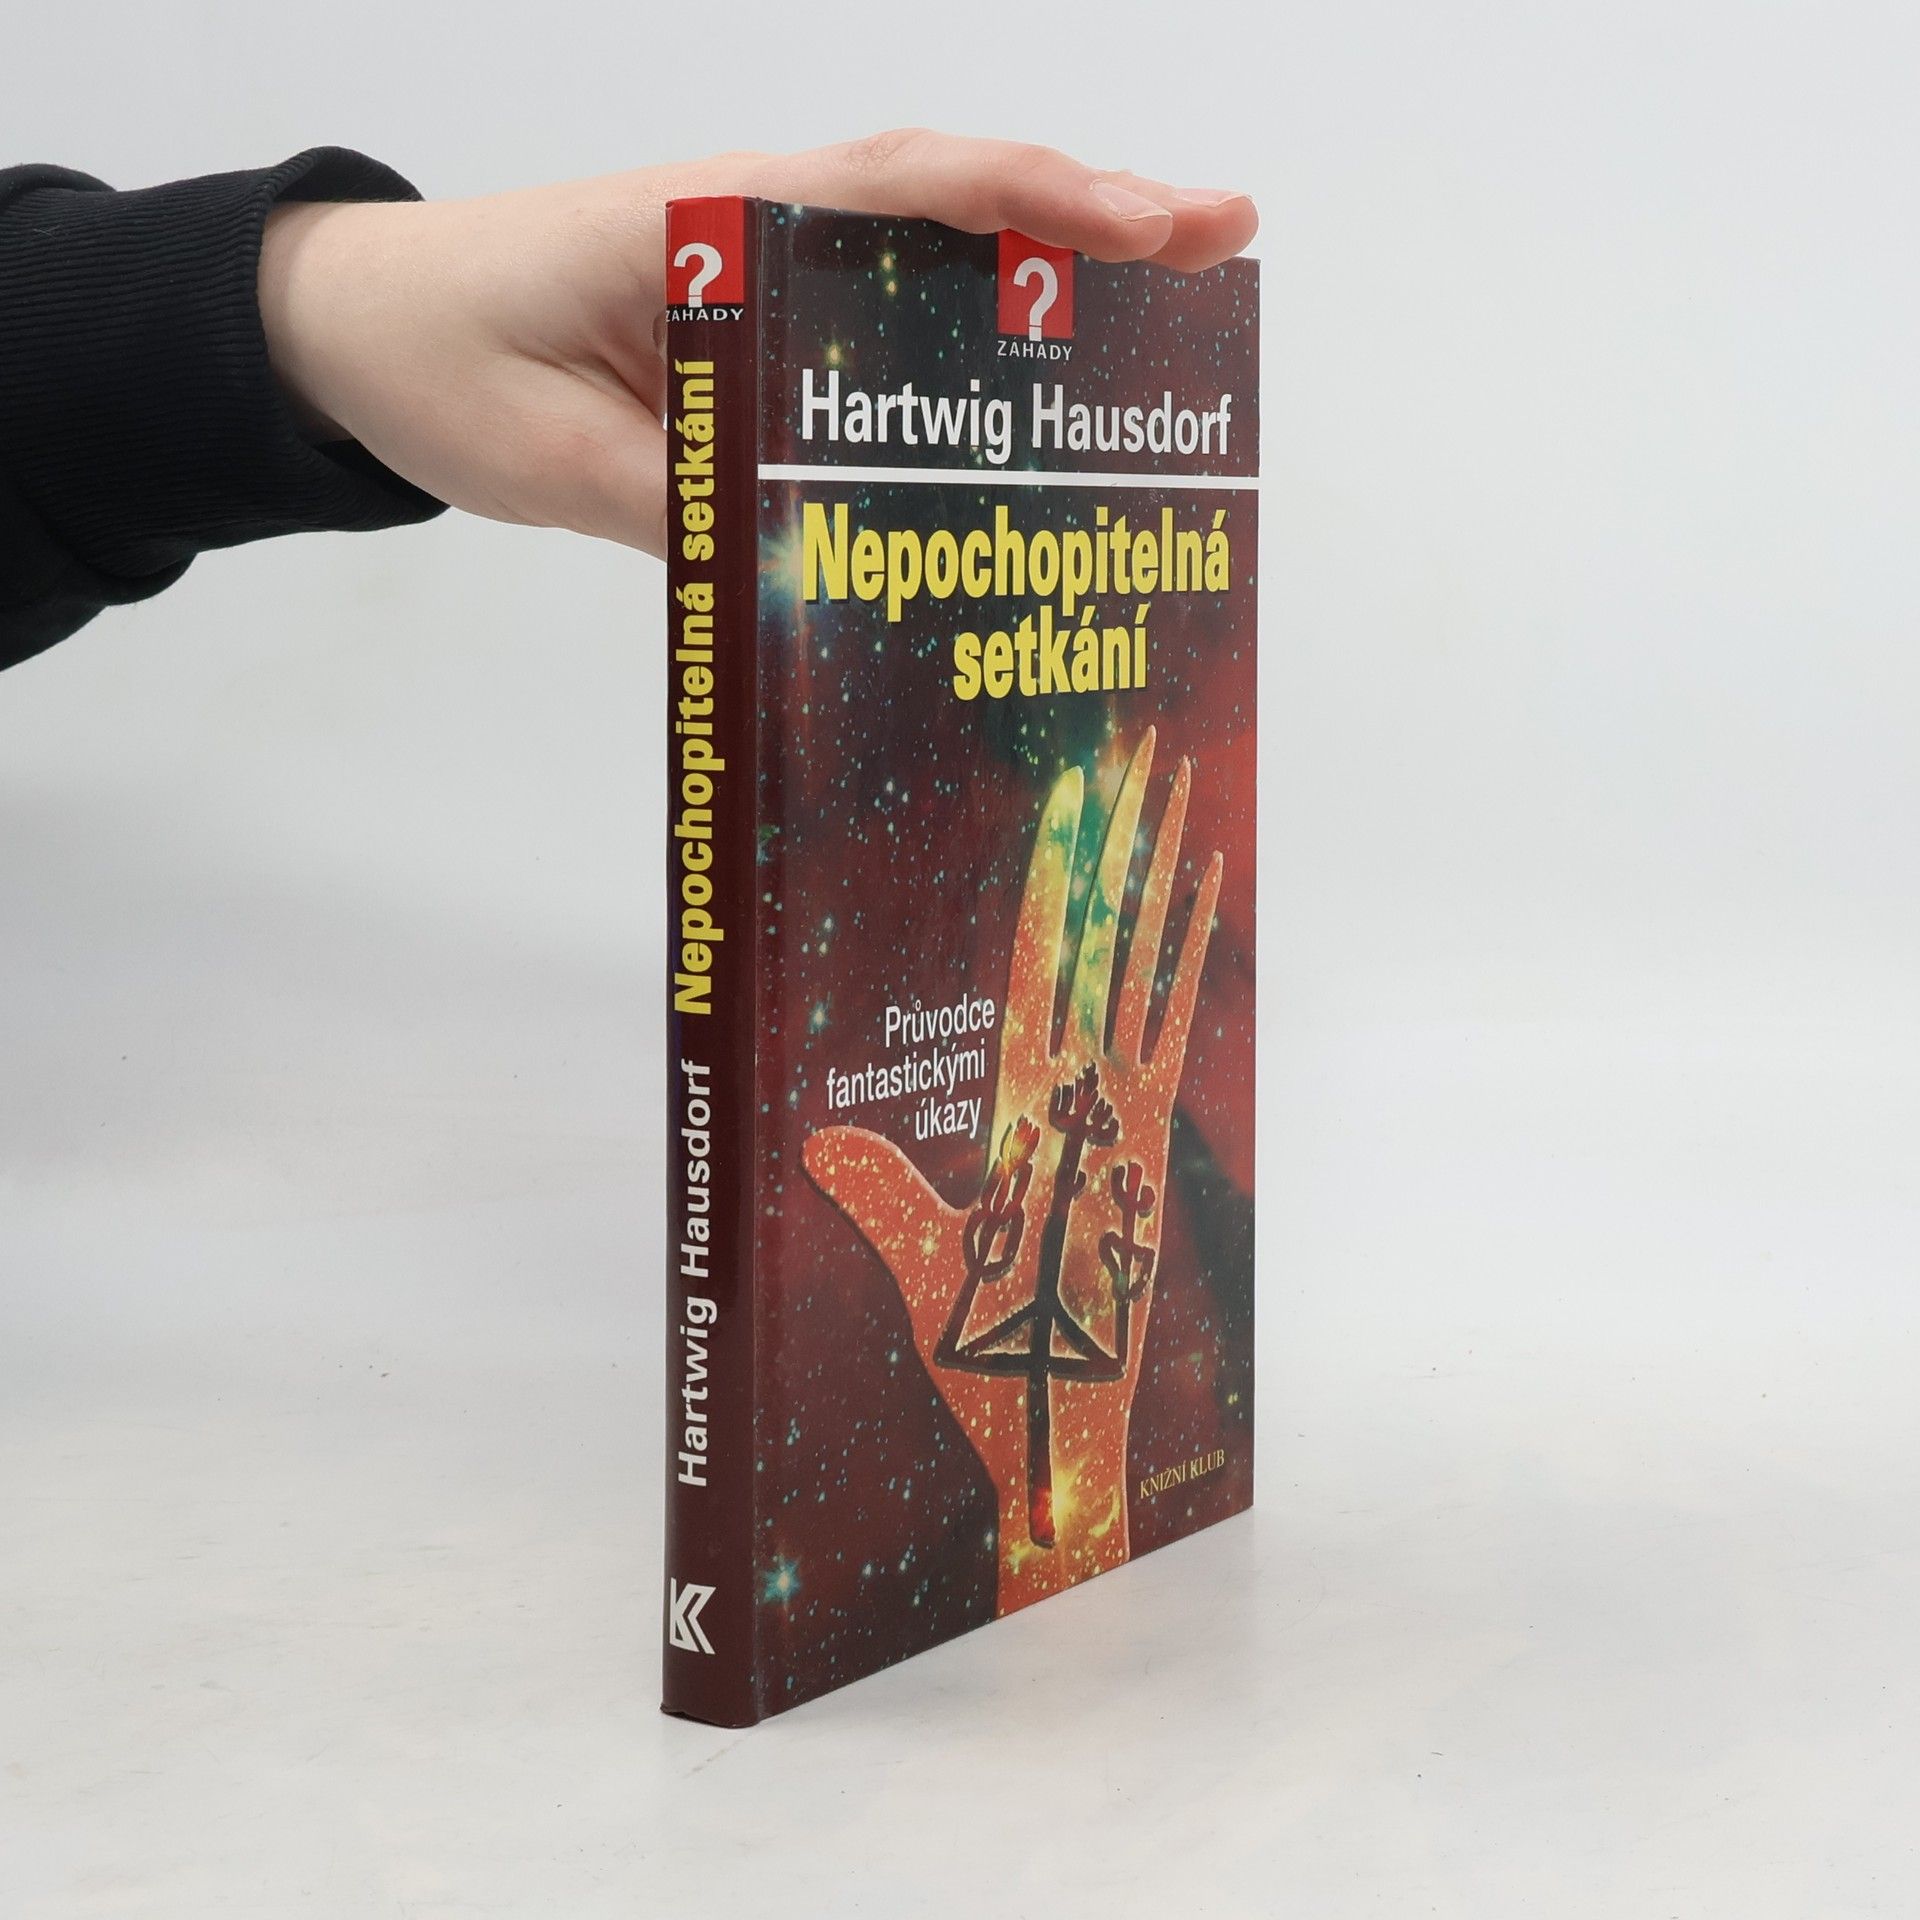 ?
ZÁHADY
Hartwig Hausdorf Nepochopitelná setkání
?
ZÁHADY
Hartwig Hausdorf
Nepochopitelná
setkání
Průvodce
fantastickými
úkazy
KNIŽNÍ KLUB